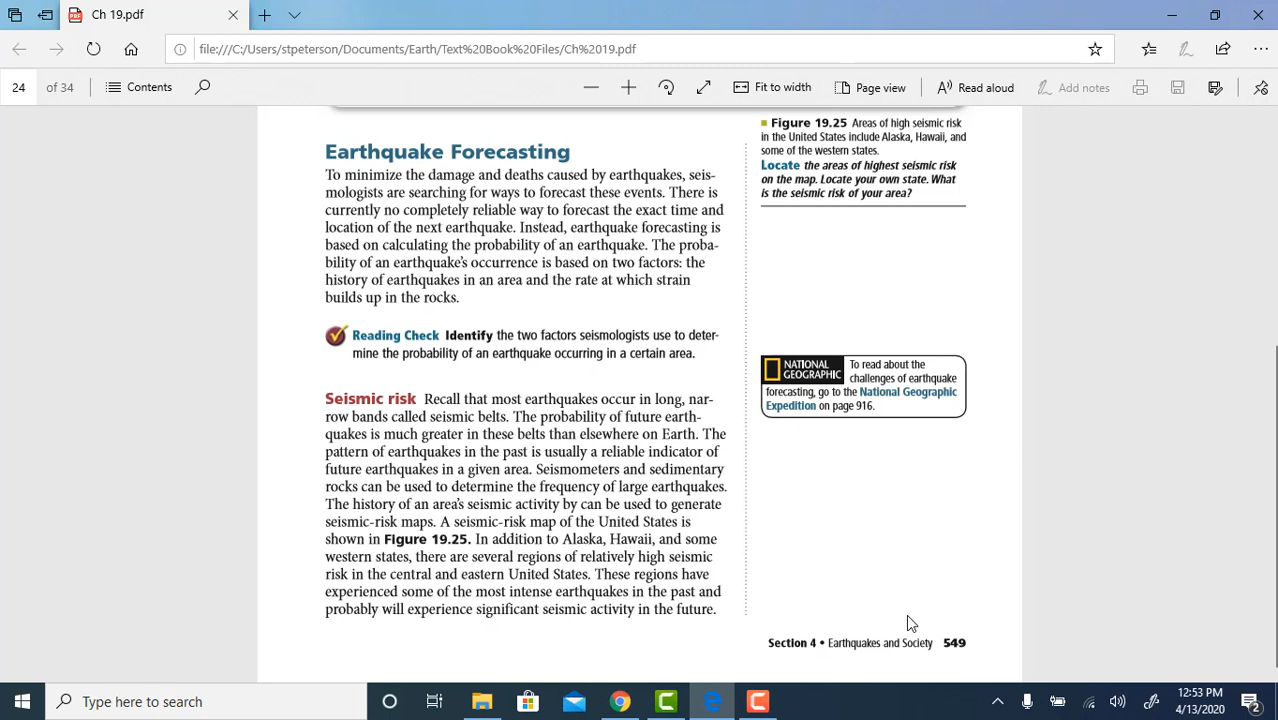 PDF
file:///C:/Users/stpeterson/Documents/Earth/Text%20Book%20Files/Ch%2019.pdf
24 of 34 Contents Fit to width Page view Read aloud Add notes
Earthquake Forecasting
To minimize the damage and deaths caused by earthquakes, seis-
mologists are searching for ways to forecast these events. There is
currently no completely reliable way to forecast the exact time and
location of the next earthquake. Instead, earthquake forecasting is
based on calculating the probability of an earthquake. The proba-
bility of an earthquake's occurrence is based on two factors: the
history of earthquakes in an area and the rate at which strain
builds up in the rocks.
Reading Check Identify the two factors seismologists use to deter-
mine the probability of an earthquake occurring in a certain area.
Seismic risk Recall that most earthquakes occur in long, nar-
row bands called seismic belts. The probability of future earth-
quakes is much greater in these belts than elsewhere on Earth. The
pattern of earthquakes in the past is usually a reliable indicator of
future earthquakes in a given area. Seismometers and sedimentary
rocks can be used to determine the frequency of large earthquakes.
The history of an area's seismic activity by can be used to generate
seismic-risk maps. A seismic-risk map of the United States is
shown in Figure 19.25. In addition to Alaska, Hawaii, and some
western states, there are several regions of relatively high seismic
risk in the central and eastern United States. These regions have
experienced some of the most intense earthquakes in the past and
probably will experience significant seismic activity in the future.
Figure 19.25 Areas of high seismic risk
in the United States include Alaska, Hawaii, and
some of the western states.
Locate the areas of highest seismic risk
on the map. Locate your own state. What
is the seismic risk of your area?
NATIONAL
GEOGRAPHIC
To read about the
challenges of earthquake
forecasting, go to the National Geographic
Expedition on page 916.
Section 4 • Earthquakes and Society 549
Type here to search
12:53 PM
4/13/2020
2